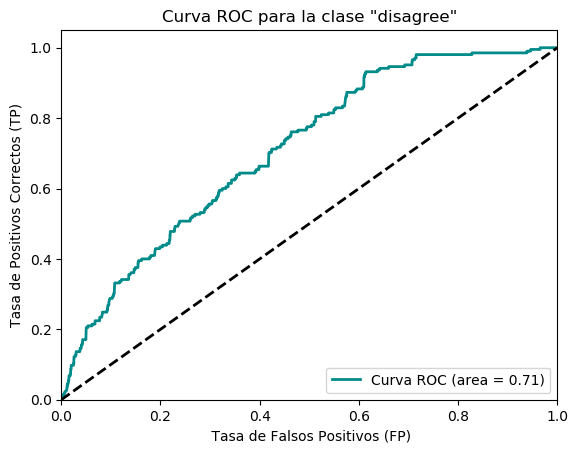 Curva ROC para la clase "disagree"
Tasa de Positivos Correctos (TP)
1.0
0.8
0.6
0.4
0.2
0.0
Curva ROC (area = 0.71)
0.0 0.2 0.4 0.6 0.8 1.0
Tasa de Falsos Positivos (FP)